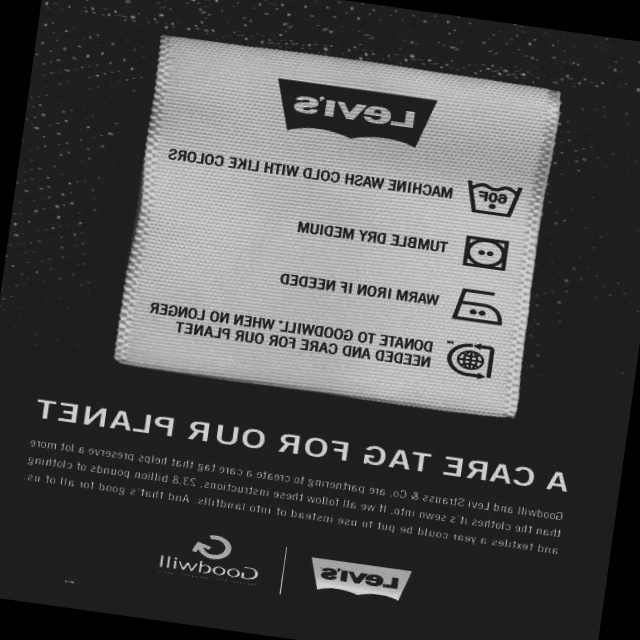 LEVI'S
60F
MACHINE WASH COLD WITH LIKE COLORS
TUMBLE DRY MEDIUM
WARM IRON IF NEEDED
DONATE TO GOODWILL™ WHEN NO LONGER
NEEDED AND CARE FOR OUR PLANET
A CARE TAG FOR OUR PLANET
Goodwill and Levi Strauss & Co. are partnering to create a care tag that helps preserve a lot more
than the clothes it's sewn into. If we all follow these instructions, 23.8 billion pounds of clothing
and textiles a year could be put to use instead of into landfills. And that's good for all of us.
LEVI'S
Goodwill